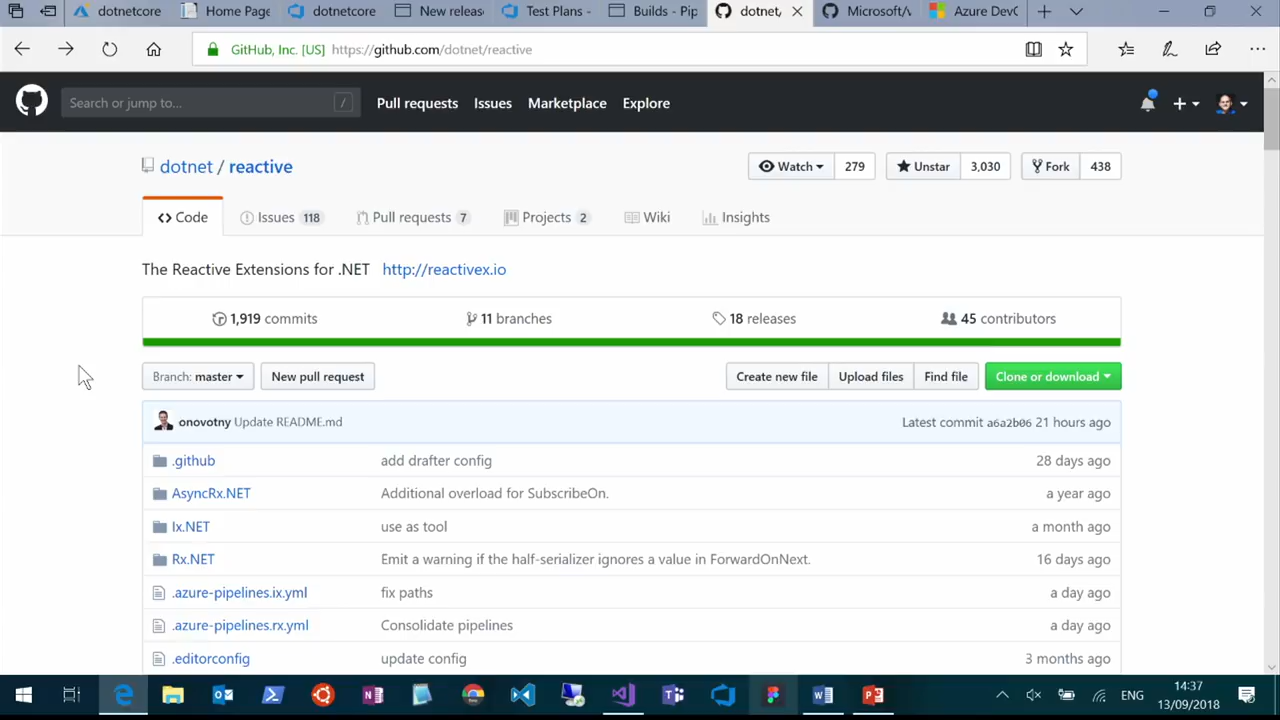 dotnetcore
Home Page
dotnetcore
New releas
Test Plans -
Builds - Pip
dotnet/
Microsoft/v
Azure DevO
GitHub, Inc. [US] https://github.com/dotnet/reactive
Search or jump to... /
Pull requests Issues Marketplace Explore
dotnet / reactive
Watch 279 Unstar 3,030 Fork 438
Code Issues 118 Pull requests 7 Projects 2 Wiki Insights
The Reactive Extensions for .NET http://reactivex.io
1,919 commits 11 branches 18 releases 45 contributors
Branch: master New pull request Create new file Upload files Find file Clone or download
onovotny Update README.md Latest commit a6a2b06 21 hours ago
.github add drafter config 28 days ago
AsyncRx.NET Additional overload for SubscribeOn. a year ago
Ix.NET use as tool a month ago
Rx.NET Emit a warning if the half-serializer ignores a value in ForwardOnNext. 16 days ago
.azure-pipelines.ix.yml fix paths a day ago
.azure-pipelines.rx.yml Consolidate pipelines a day ago
.editorconfig update config 3 months ago
ENG
14:37
13/09/2018